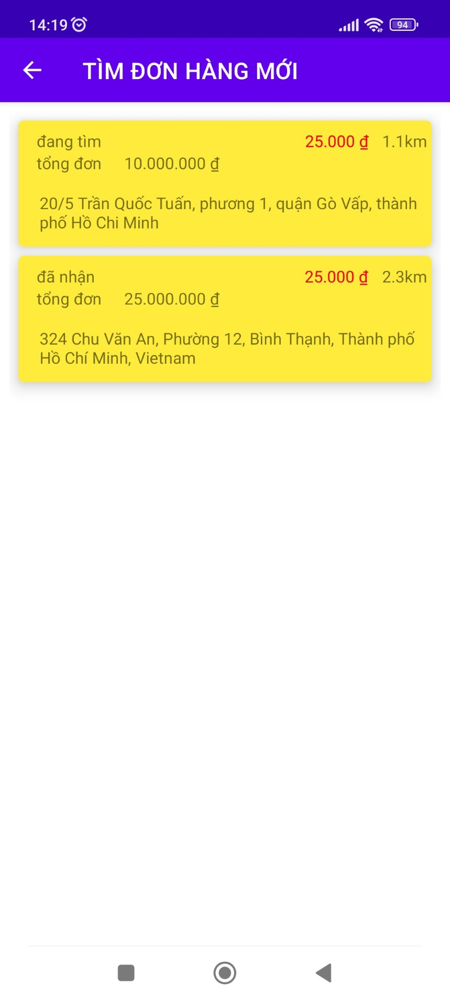 14:19
94
TÌM ĐƠN HÀNG MỚI
đang tìm 25.000 ₫ 1.1km
tổng đơn 10.000.000 ₫
20/5 Trần Quốc Tuấn, phương 1, quận Gò Vấp, thành
phố Hồ Chi Minh
đã nhận 25.000 ₫ 2.3km
tổng đơn 25.000.000 ₫
324 Chu Văn An, Phường 12, Bình Thạnh, Thành phố
Hồ Chí Minh, Vietnam